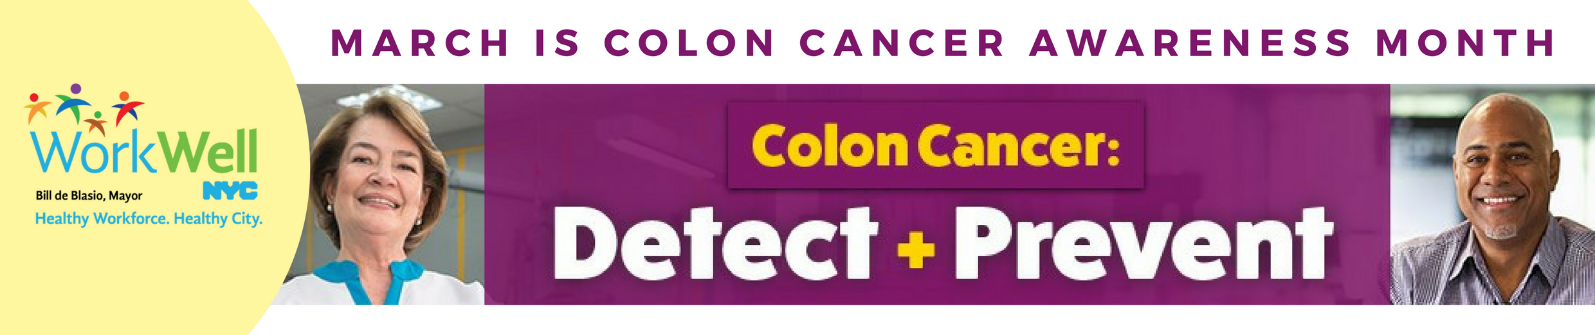 MARCH IS COLON CANCER AWARENESS MONTH
WorkWell
NYC
Bill de Blasio, Mayor
Healthy Workforce. Healthy City.
Colon Cancer:
Detect + Prevent